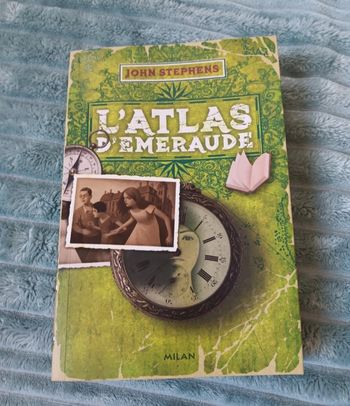 JOHN STEPHENS
L'ATLAS
D'EMERAUDE
MILAN